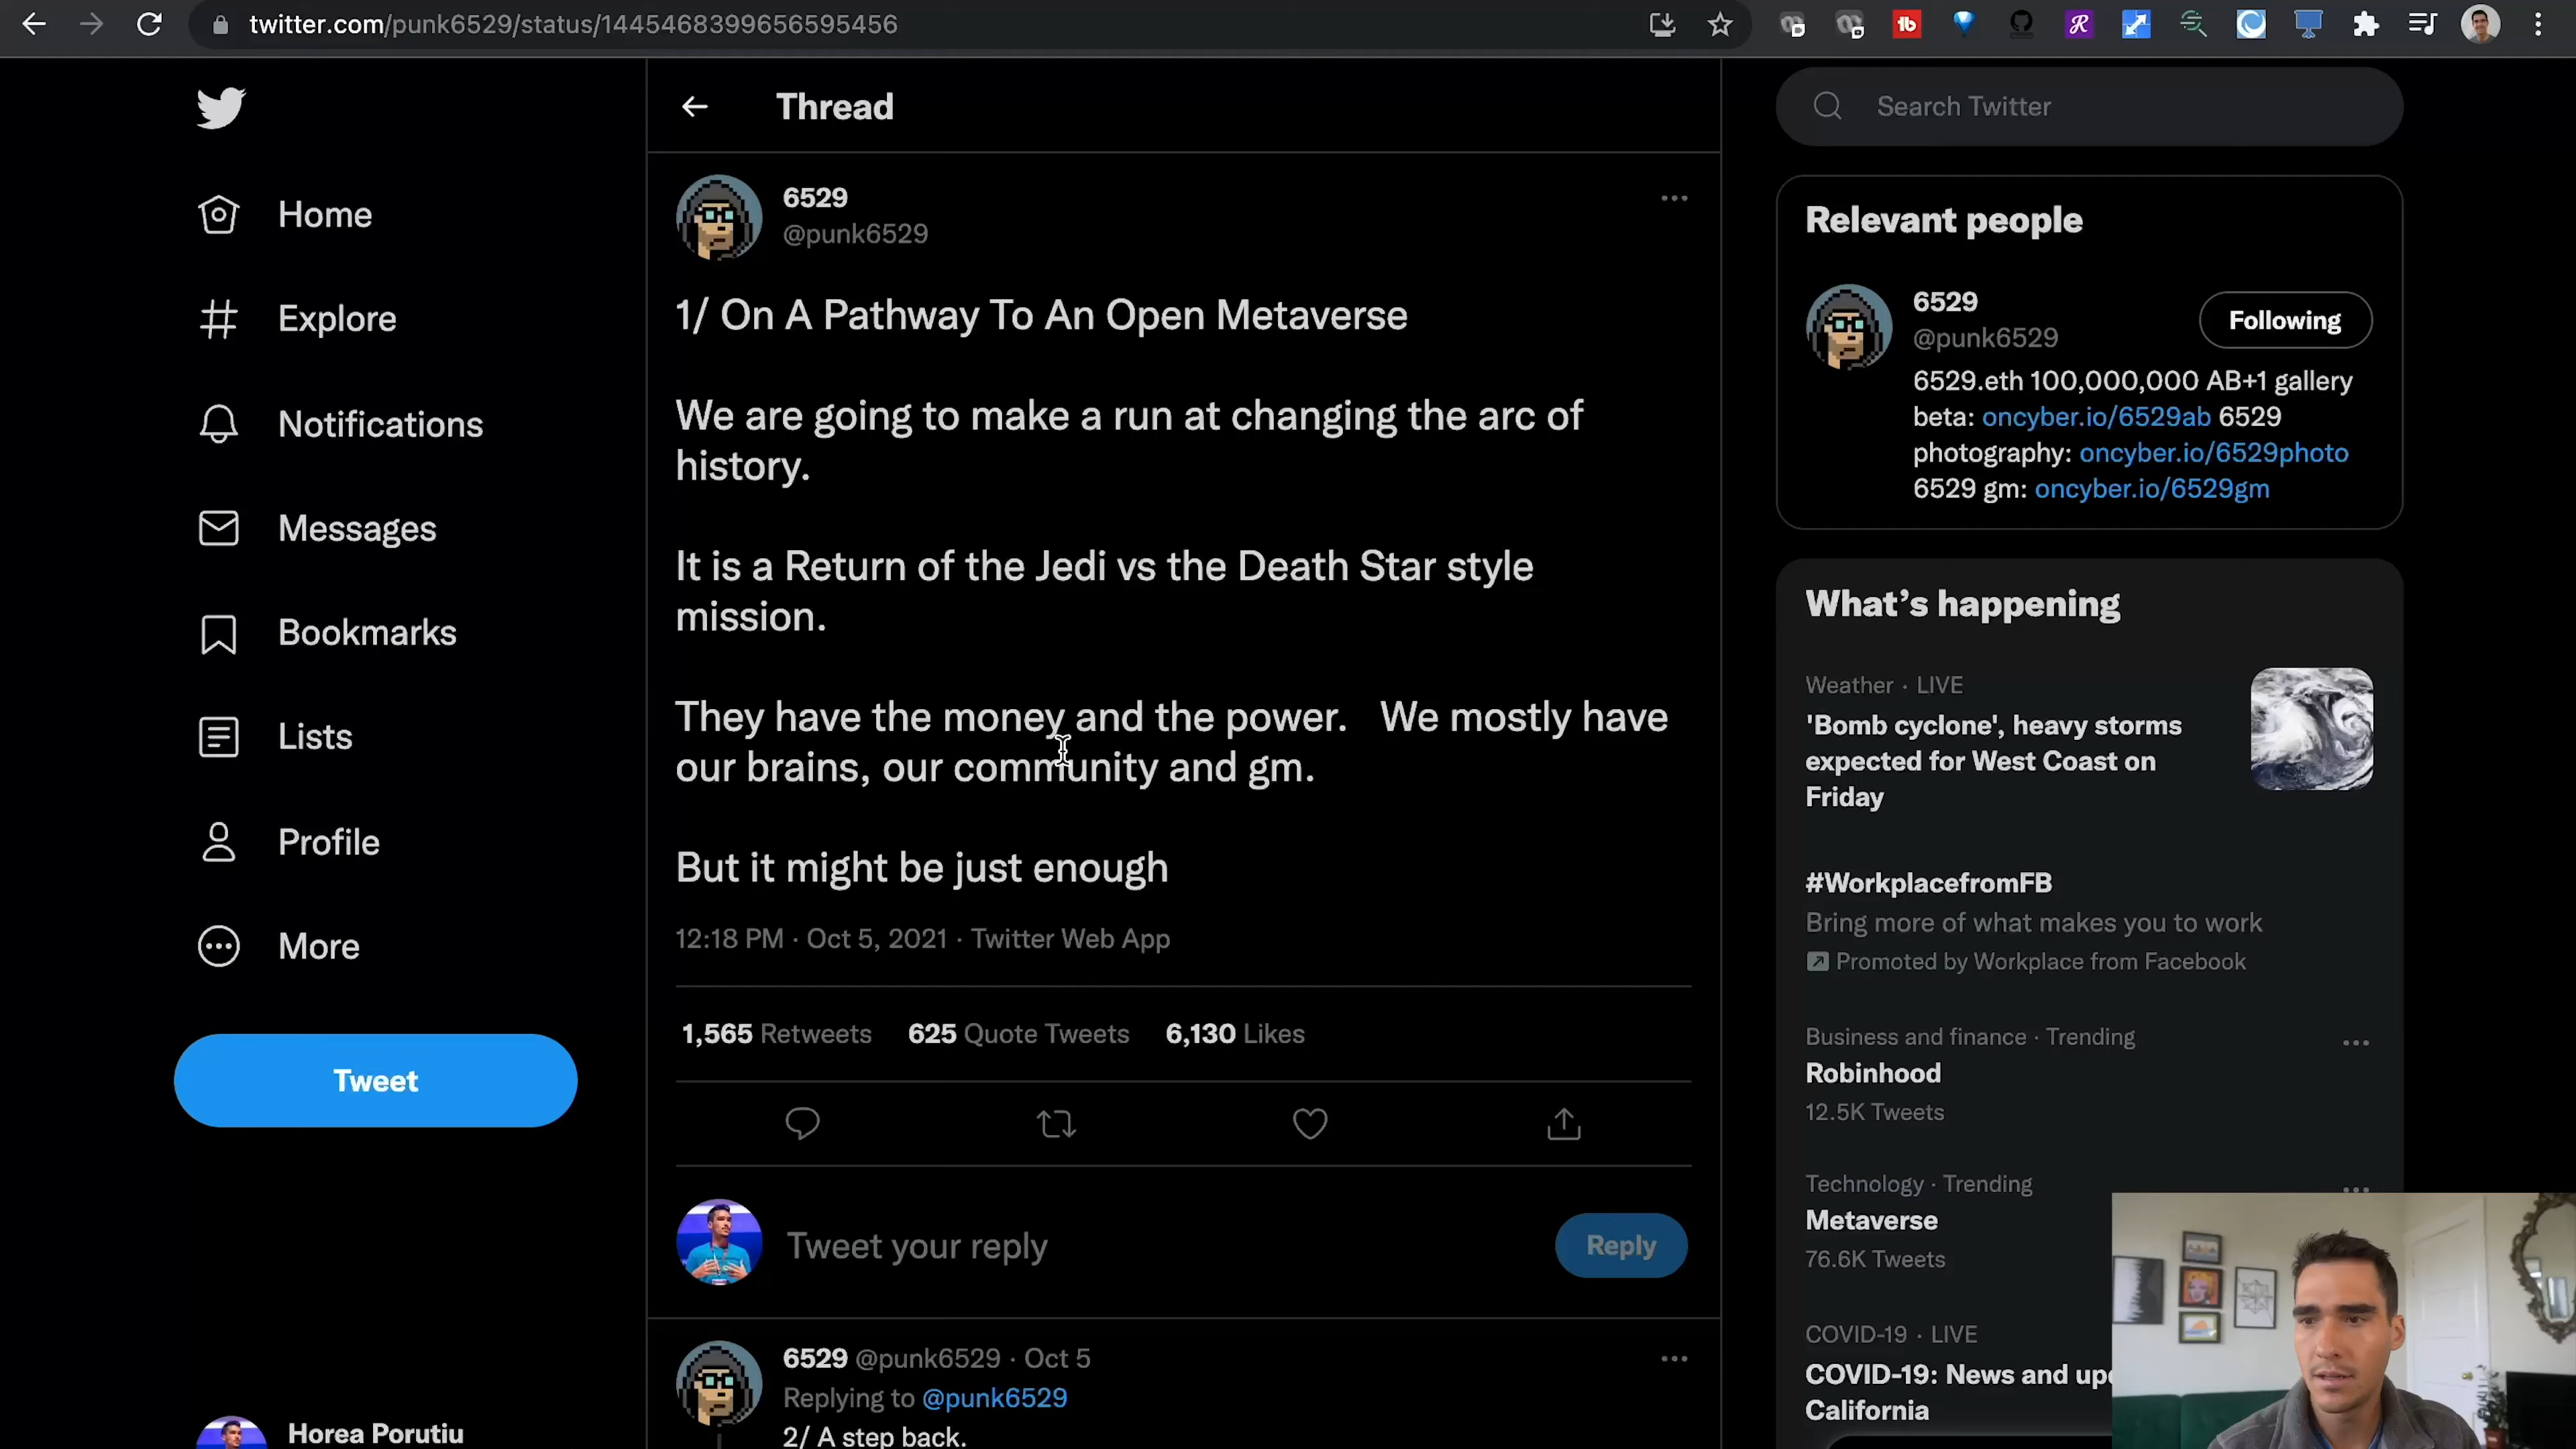 twitter.com/punk6529/status/1445468399656595456
Home
Explore
Notifications
Messages
Bookmarks
Lists
Profile
More
Tweet
Horea Porutiu
Thread
6529
@punk6529
1/ On A Pathway To An Open Metaverse
We are going to make a run at changing the arc of
history.
It is a Return of the Jedi vs the Death Star style
mission.
They have the money and the power.   We mostly have
our brains, our community and gm.
But it might be just enough
12:18 PM · Oct 5, 2021 · Twitter Web App
1,565 Retweets 625 Quote Tweets 6,130 Likes
Tweet your reply
Reply
6529 @punk6529 · Oct 5
Replying to @punk6529
2/ A step back.
Search Twitter
Relevant people
6529
@punk6529
Following
6529.eth 100,000,000 AB+1 gallery
beta: oncyber.io/6529ab 6529
photography: oncyber.io/6529photo
6529 gm: oncyber.io/6529gm
What's happening
Weather · LIVE
'Bomb cyclone', heavy storms
expected for West Coast on
Friday
#WorkplacefromFB
Bring more of what makes you to work
Promoted by Workplace from Facebook
Business and finance · Trending
Robinhood
12.5K Tweets
Technology · Trending
Metaverse
76.6K Tweets
COVID-19 · LIVE
COVID-19: News and
California